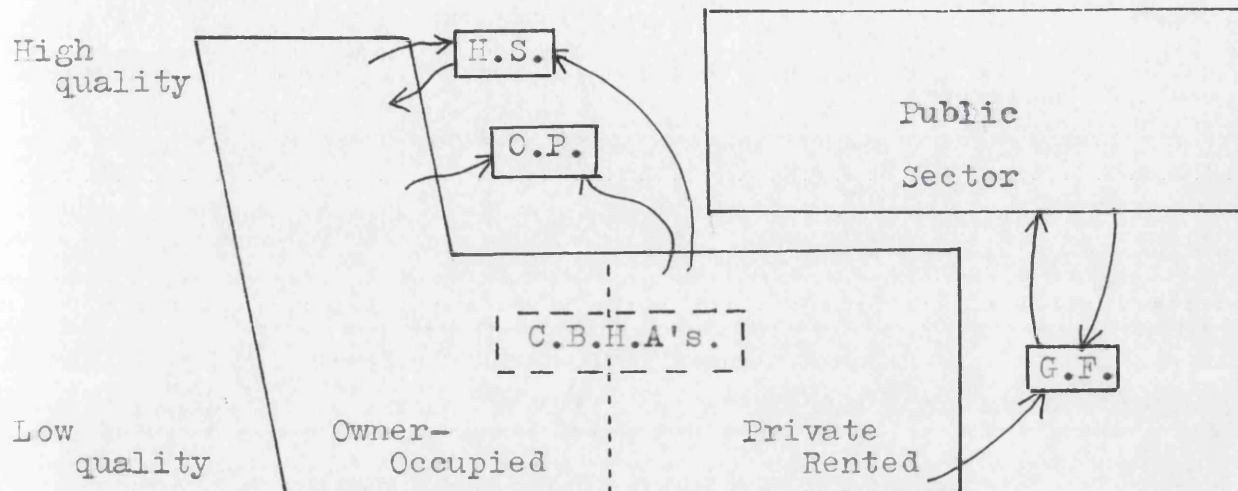 High
quality
H.S.
O.P.
Public
Sector
C.B.H.A's.
G.F.
Low
quality
Owner-
Occupied
Private
Rented